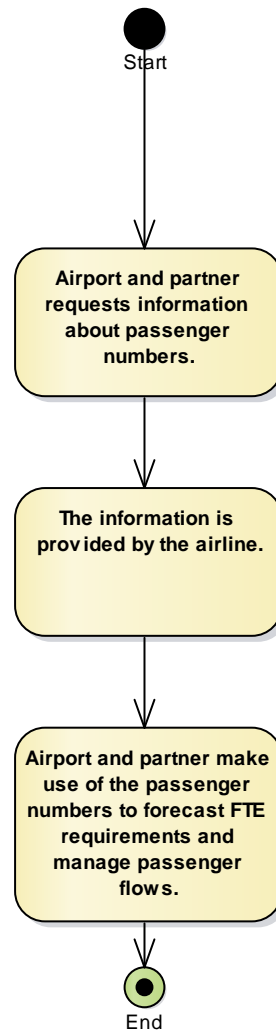 Start
Airport and partner
requests information
about passenger
numbers.
The information is
provided by the airline.
Airport and partner make
use of the passenger
numbers to forecast FTE
requirements and
manage passenger
flows.
End